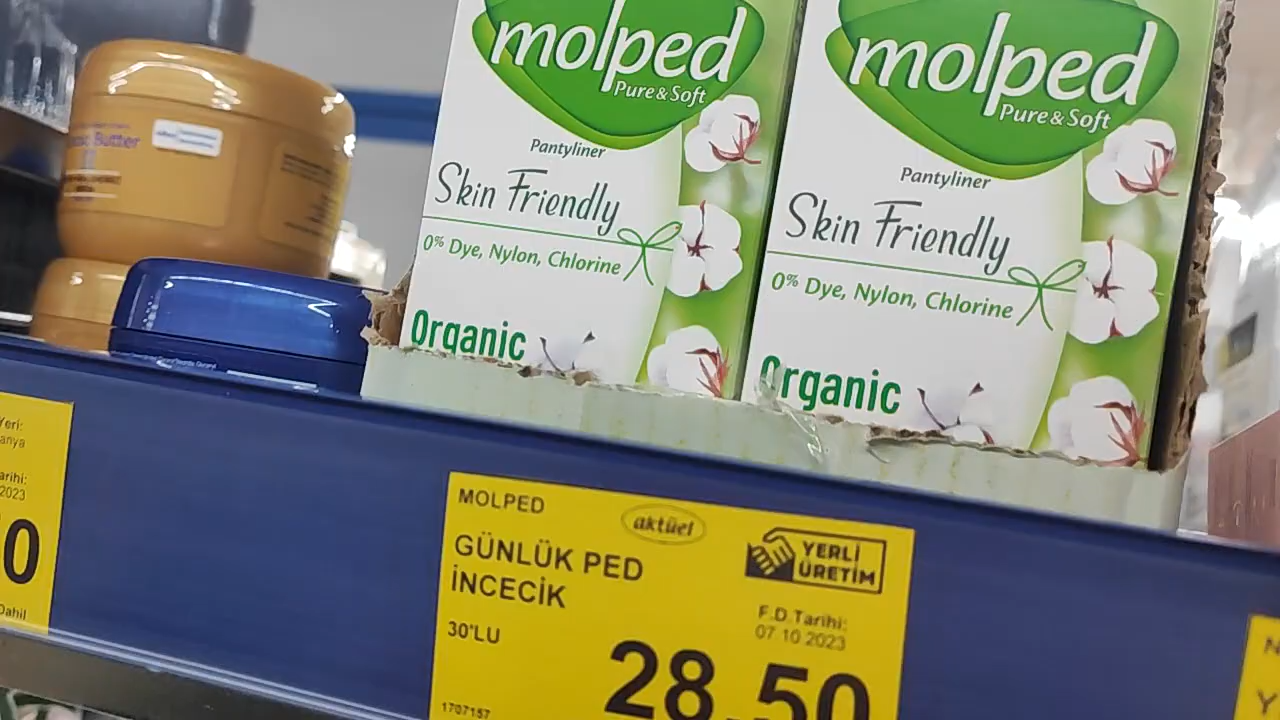 molped
Pure & Soft
Pantyliner
Skin Friendly
0% Dye, Nylon, Chlorine
Organic
molped
Pure & Soft
Pantyliner
Skin Friendly
0% Dye, Nylon, Chlorine
Organic
Butter
Yeri:
2023
0
Dahil
MOLPED
aktüel
GÜNLÜK PED
İNCECİK
YERLİ
ÜRETİM
30'LU
F.D.Tarihi:
07.10.2023
28.50
1707157
N
Y